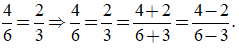 4/6 = 2/3 ⇒ 4/6 = 2/3 = (4+2)/(6+3) = (4−2)/(6−3).